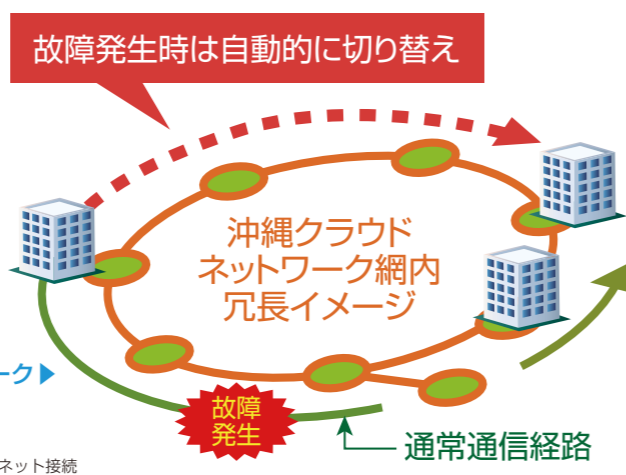 故障発生時は自動的に切り替え
沖縄クラウド
ネットワーク網内
冗長イメージ
ーク▶
故障
発生
通常通信経路
ネット接続